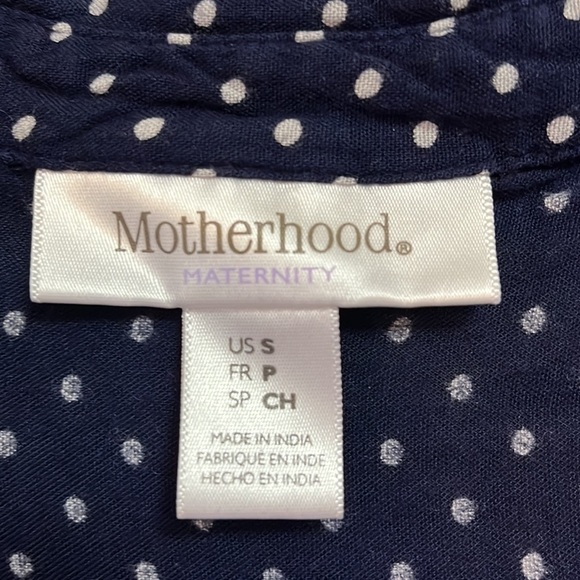 Motherhood®
MATERNITY
US S
FR P
SP CH
MADE IN INDIA
FABRIQUÉ EN INDE
HECHO EN INDIA